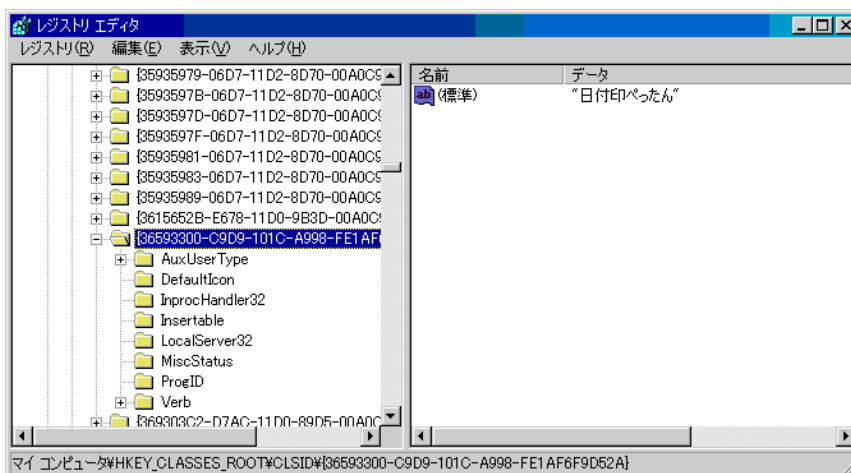 レジストリ エディタ
レジストリ(R) 編集(E) 表示(V) ヘルプ(H)
{35935979-06D7-11D2-8D70-00A0C9
{3593597B-06D7-11D2-8D70-00A0C9
{3593597D-06D7-11D2-8D70-00A0C9
{3593597F-06D7-11D2-8D70-00A0C9
{35935981-06D7-11D2-8D70-00A0C9
{35935983-06D7-11D2-8D70-00A0C9
{35935989-06D7-11D2-8D70-00A0C9
{3615652B-E678-11D0-9B3D-00A0C9
{36593300-C9D9-101C-A998-FE1AF
AuxUserType
DefaultIcon
InprocHandler32
Insertable
LocalServer32
MiscStatus
ProgID
Verb
{369303C2-D7AC-11D0-89D5-00A0C
名前 データ
ab (標準) "日付印ぺったん"
マイ コンピュータ¥HKEY_CLASSES_ROOT¥CLSID¥{36593300-C9D9-101C-A998-FE1AF6F9D52A}